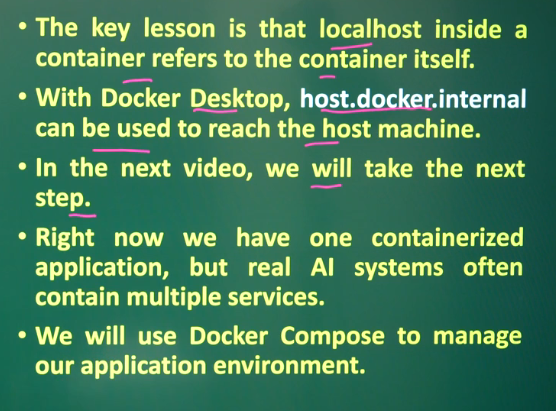 • The key lesson is that localhost inside a
container refers to the container itself.
• With Docker Desktop, host.docker.internal
can be used to reach the host machine.
• In the next video, we will take the next
step.
• Right now we have one containerized
application, but real AI systems often
contain multiple services.
• We will use Docker Compose to manage
our application environment.